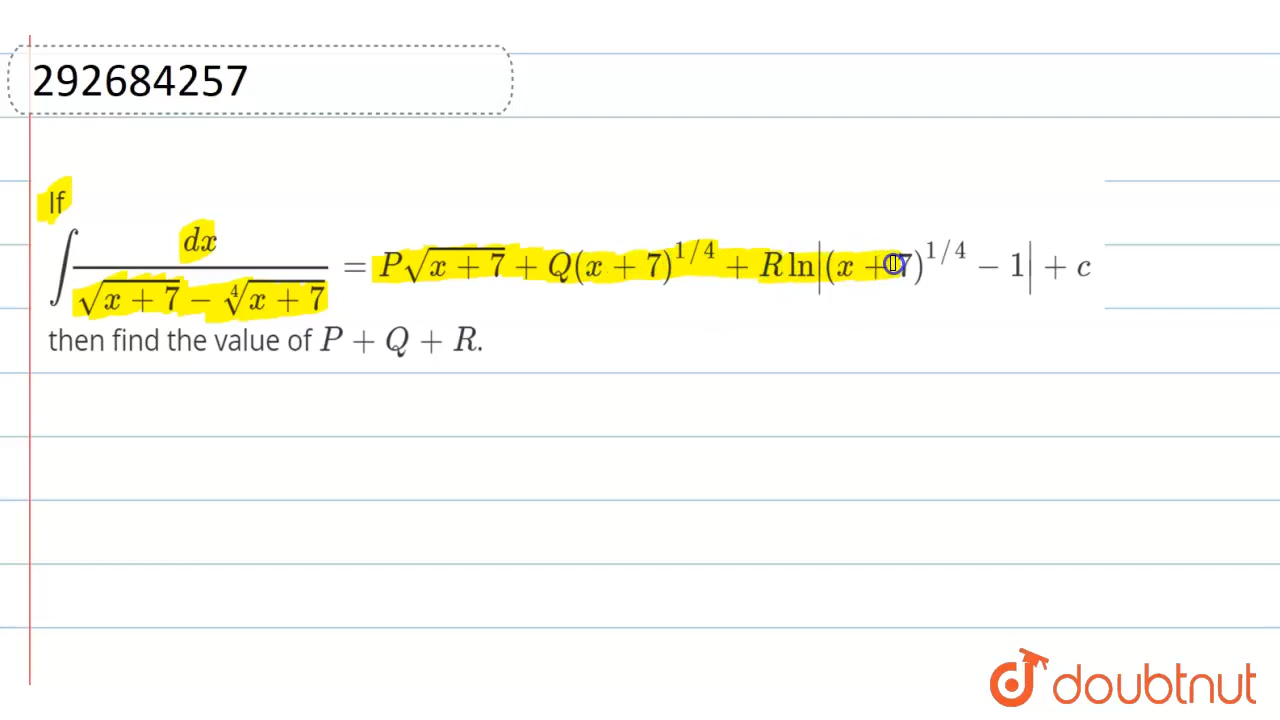 292684257
If
∫ dx / (√(x + 7) − ∜(x + 7)) = P√(x + 7) + Q(x + 7)^{1/4} + R ln|(x + 7)^{1/4} − 1| + c
then find the value of P + Q + R.
doubtnut